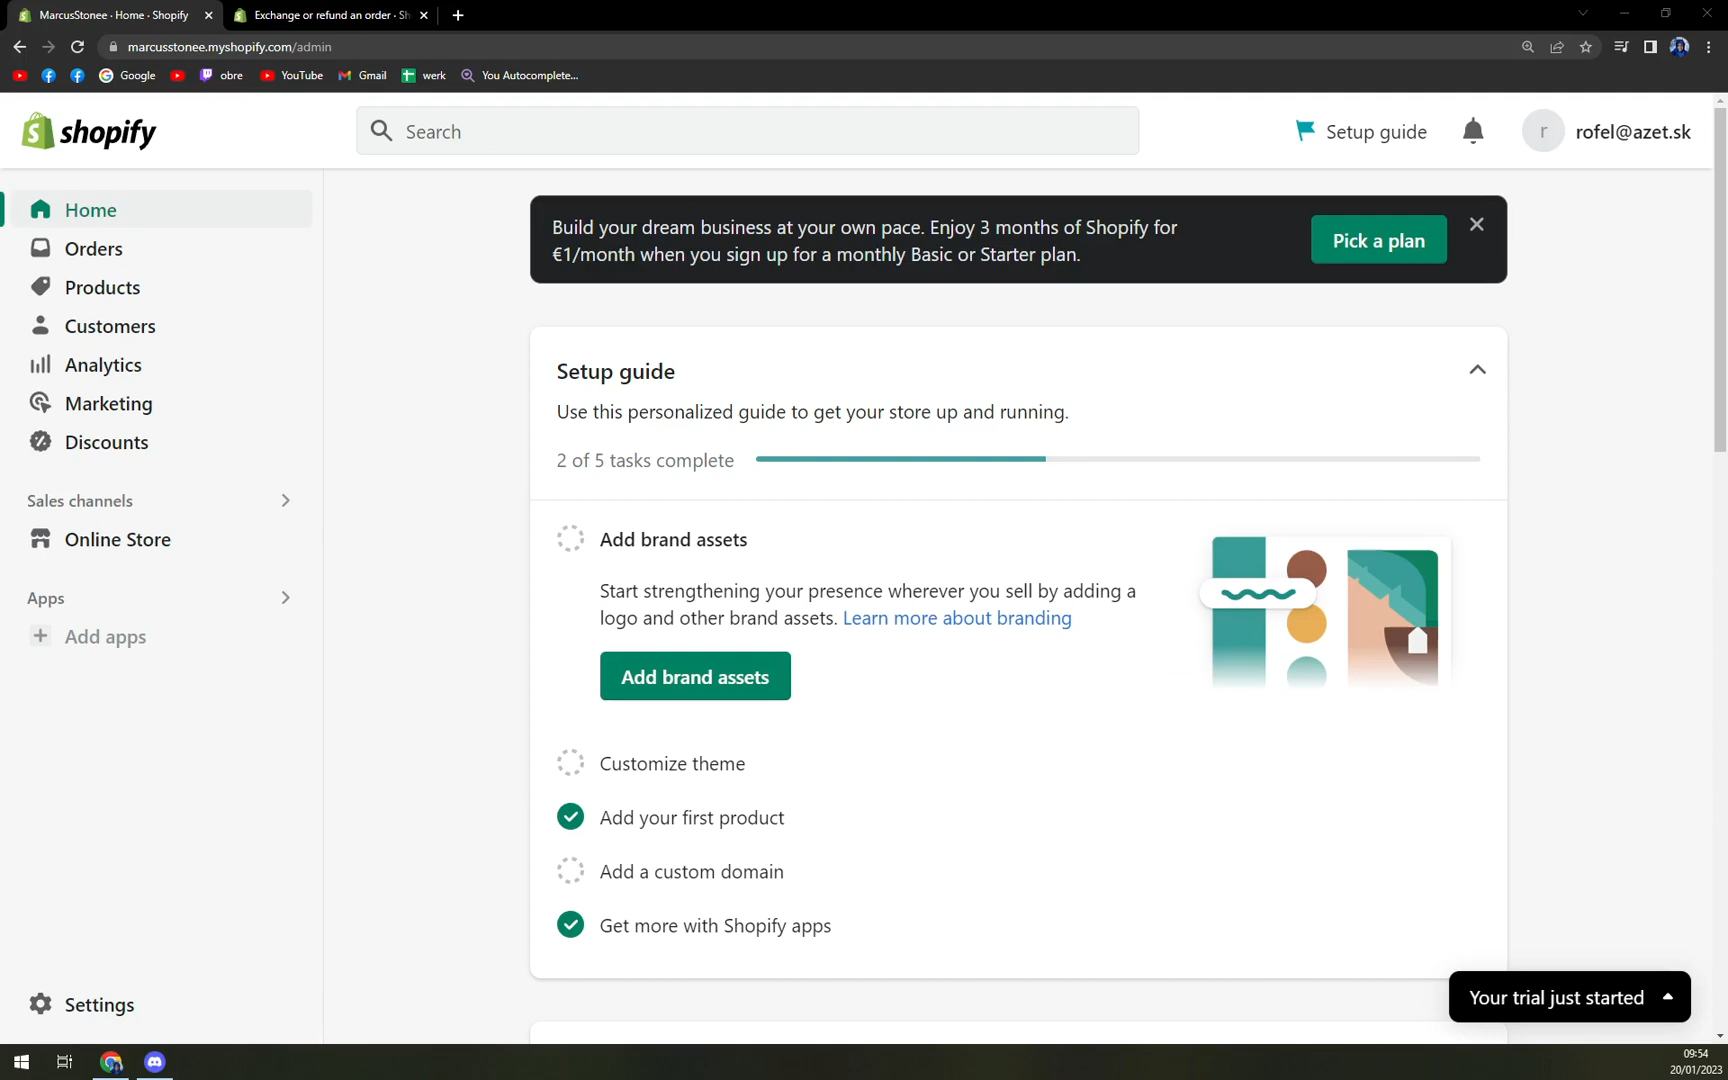 MarcusStonee · Home · Shopify
Exchange or refund an order · Sh
marcusstonee.myshopify.com/admin
Google
obre
YouTube
Gmail
werk
You Autocomplete...
shopify
Search
Setup guide
r
rofel@azet.sk
Home
Orders
Products
Customers
Analytics
Marketing
Discounts
Sales channels
Online Store
Apps
Add apps
Settings
Build your dream business at your own pace. Enjoy 3 months of Shopify for
€1/month when you sign up for a monthly Basic or Starter plan.
Pick a plan
Setup guide
Use this personalized guide to get your store up and running.
2 of 5 tasks complete
Add brand assets
Start strengthening your presence wherever you sell by adding a
logo and other brand assets. Learn more about branding
Add brand assets
Customize theme
Add your first product
Add a custom domain
Get more with Shopify apps
Your trial just started
09:54
20/01/2023